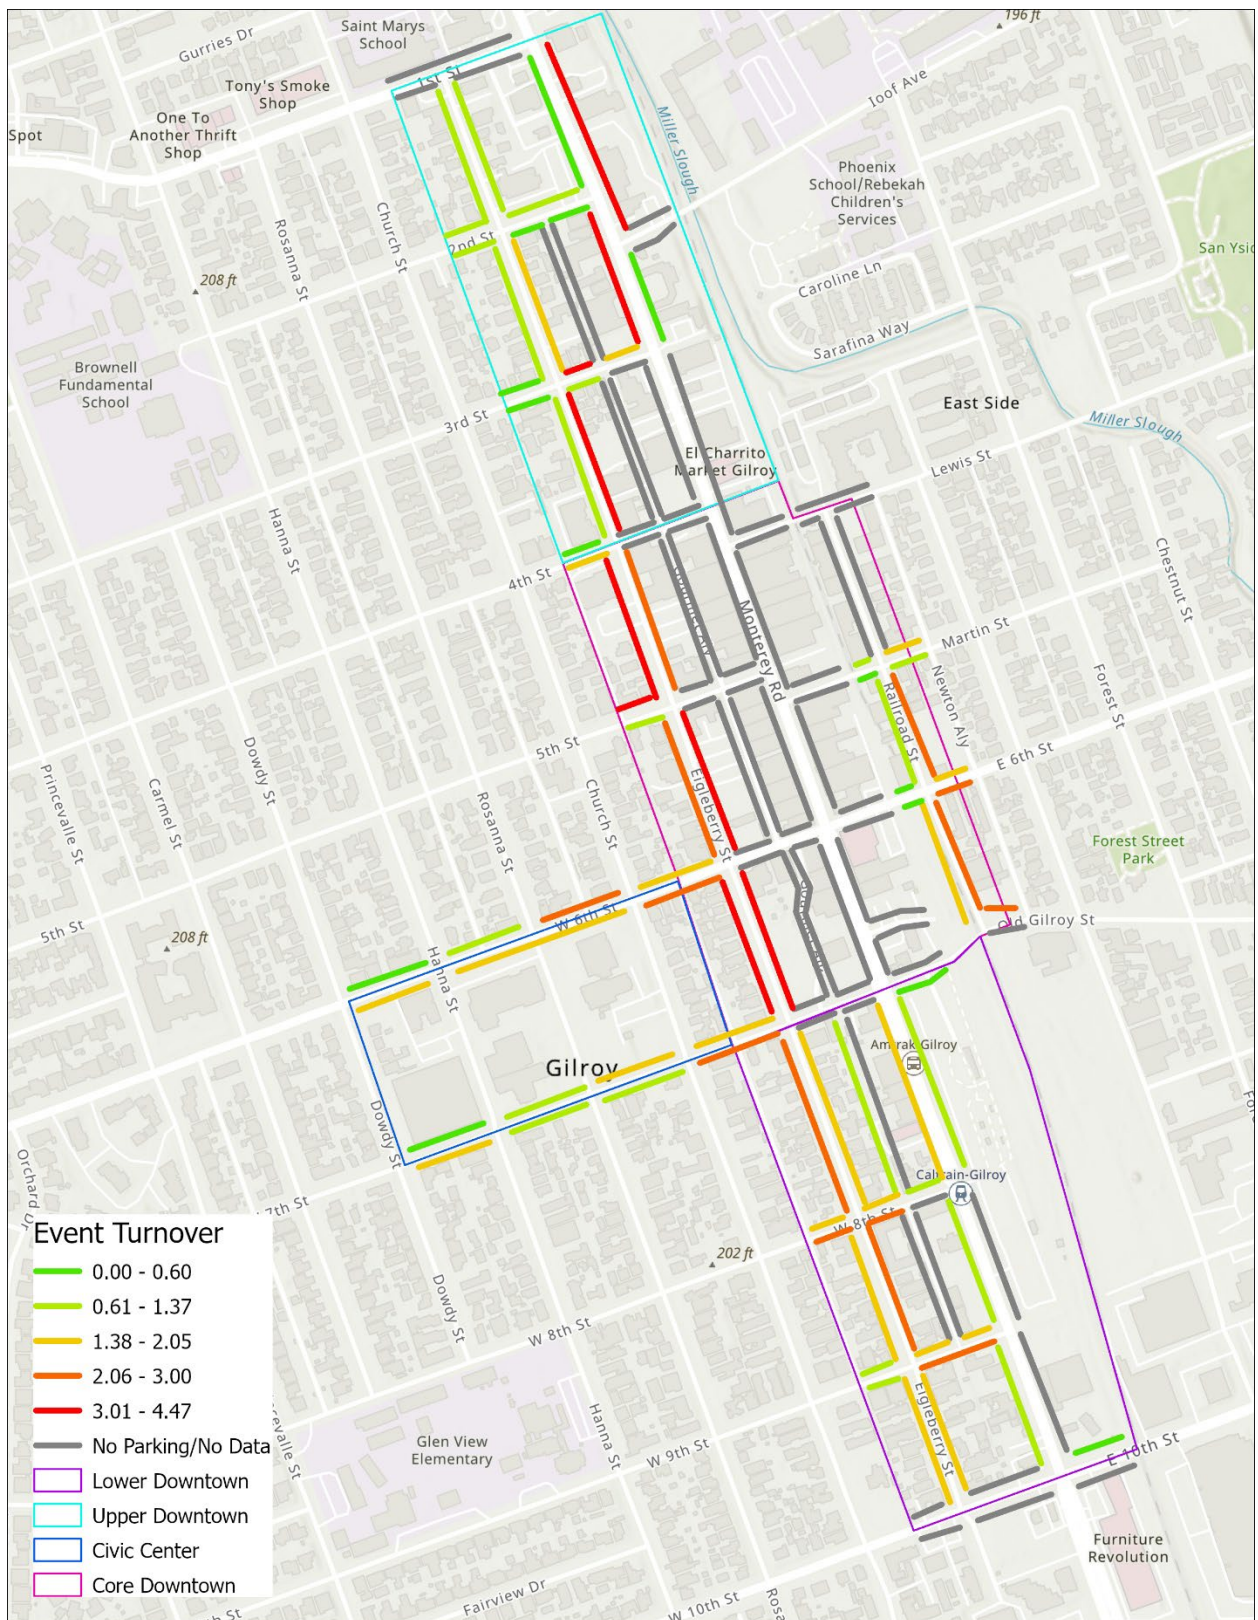 Saint Marys
School
196 ft
Gurries Dr
1st St
Tony's Smoke
Shop
Ioof Ave
One To
Another Thrift
Shop
Spot
Miller Slough
Phoenix
School/Rebekah
Children's
Services
Church St
Rosanna St
2nd St
San Ysid
208 ft
Caroline Ln
Sarafina Way
Brownell
Fundamental
School
3rd St
East Side
Miller Slough
El Charrito
Market Gilroy
Lewis St
Hanna St
4th St
Chestnut St
Monterey Rd
Martin St
Newton Aly
Forest St
Railroad St
5th St
E 6th St
Dowdy St
Princevalle St
Carmel St
Rosanna St
Church St
Eigleberry St
Forest Street
Park
W 6th St
Old Gilroy St
5th St
208 ft
Hanna St
Gilroy
Amtrak-Gilroy
Dowdy St
Orchard Dr
Caltrain-Gilroy
7th St
W 8th St
202 ft
Event Turnover
0.00 - 0.60
0.61 - 1.37
1.38 - 2.05
2.06 - 3.00
3.01 - 4.47
No Parking/No Data
Lower Downtown
Upper Downtown
Civic Center
Core Downtown
Dowdy St
W 8th St
Eigleberry St
Hanna St
Glen View
Elementary
W 9th St
E 10th St
Furniture
Revolution
Fairview Dr
W 10th St